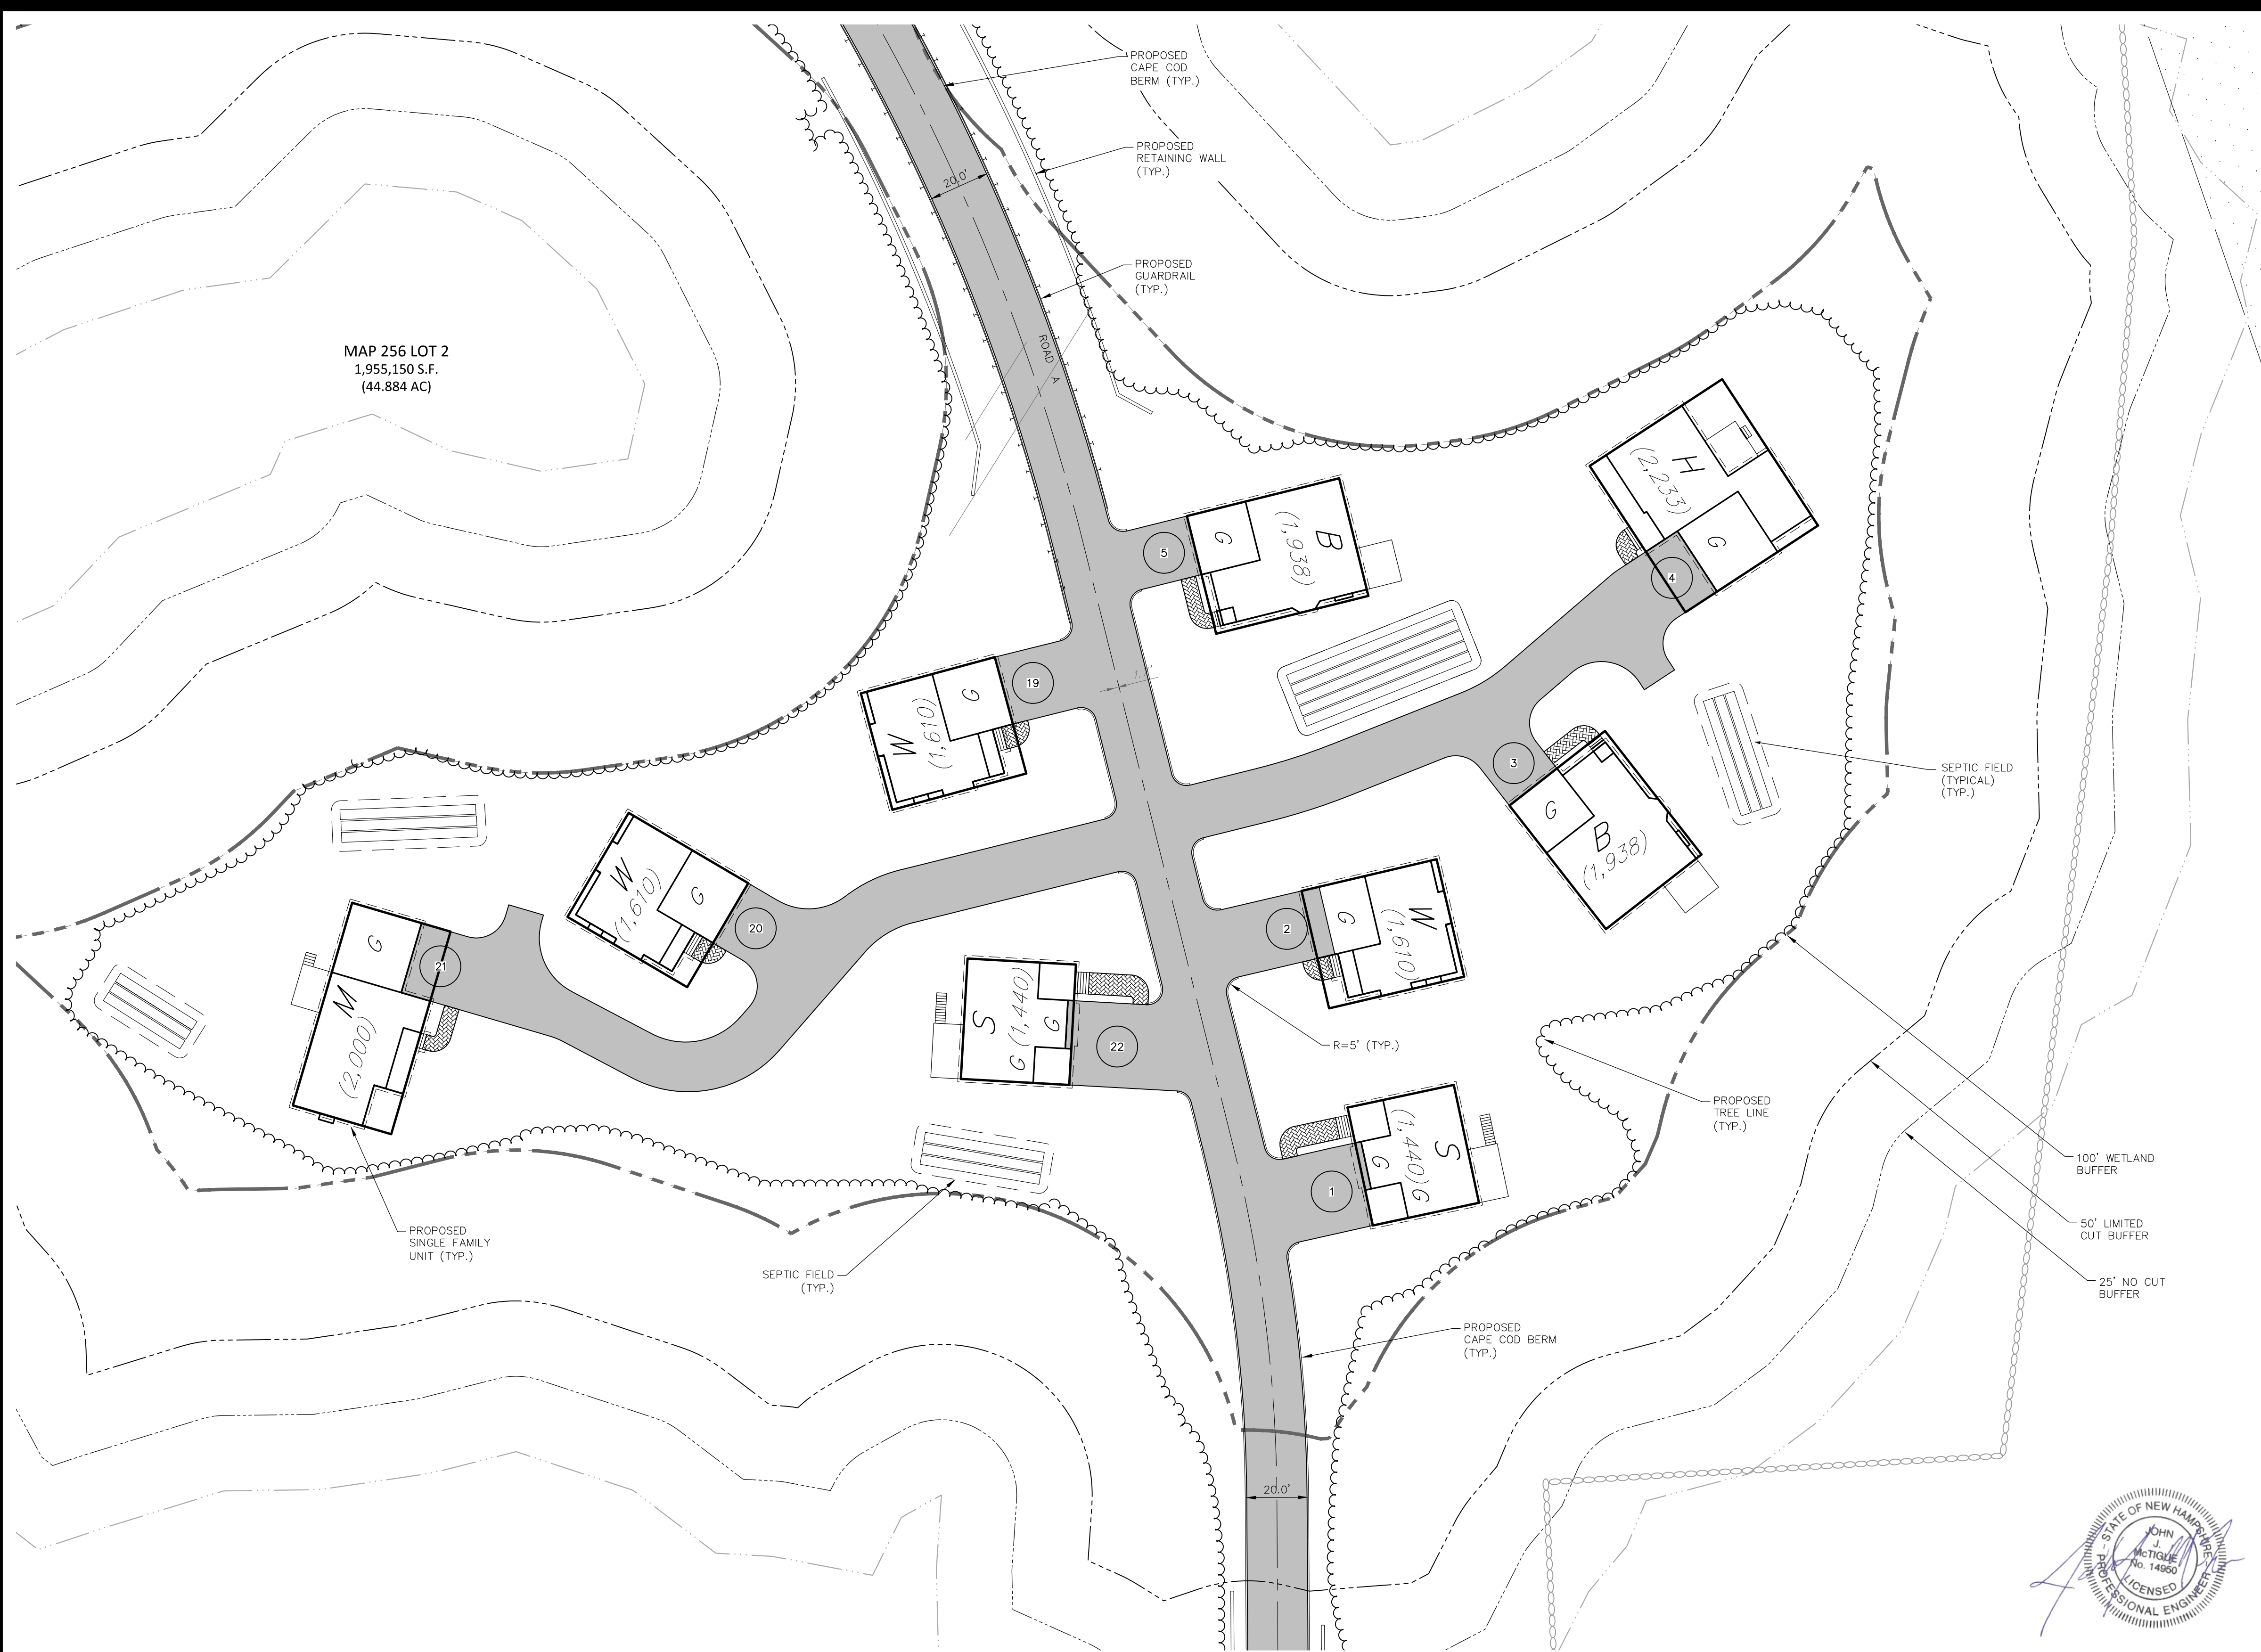 PROPOSED
CAPE COD
BERM (TYP.)
PROPOSED
RETAINING WALL
(TYP.)
20.0'
PROPOSED
GUARDRAIL
(TYP.)
ROAD A
MAP 256 LOT 2
1,955,150 S.F.
(44.884 AC)
H
(2,233)
G
4
5
G
B
(1,938)
19
G
W
(1,610)
3
G
B
(1,938)
SEPTIC FIELD
(TYPICAL)
(TYP.)
W
(1,610)
G
20
2
G
W
(1,610)
G
21
M
(2,000)
S
(1,440)
G
G
22
R=5' (TYP.)
PROPOSED
TREE LINE
(TYP.)
100' WETLAND
BUFFER
S
(1,440)
G
G
1
50' LIMITED
CUT BUFFER
PROPOSED
SINGLE FAMILY
UNIT (TYP.)
SEPTIC FIELD
(TYP.)
25' NO CUT
BUFFER
PROPOSED
CAPE COD BERM
(TYP.)
20.0'
STATE OF NEW HAMPSHIRE
JOHN
J.
McTIGUE
No. 14950
LICENSED
PROFESSIONAL ENGINEER